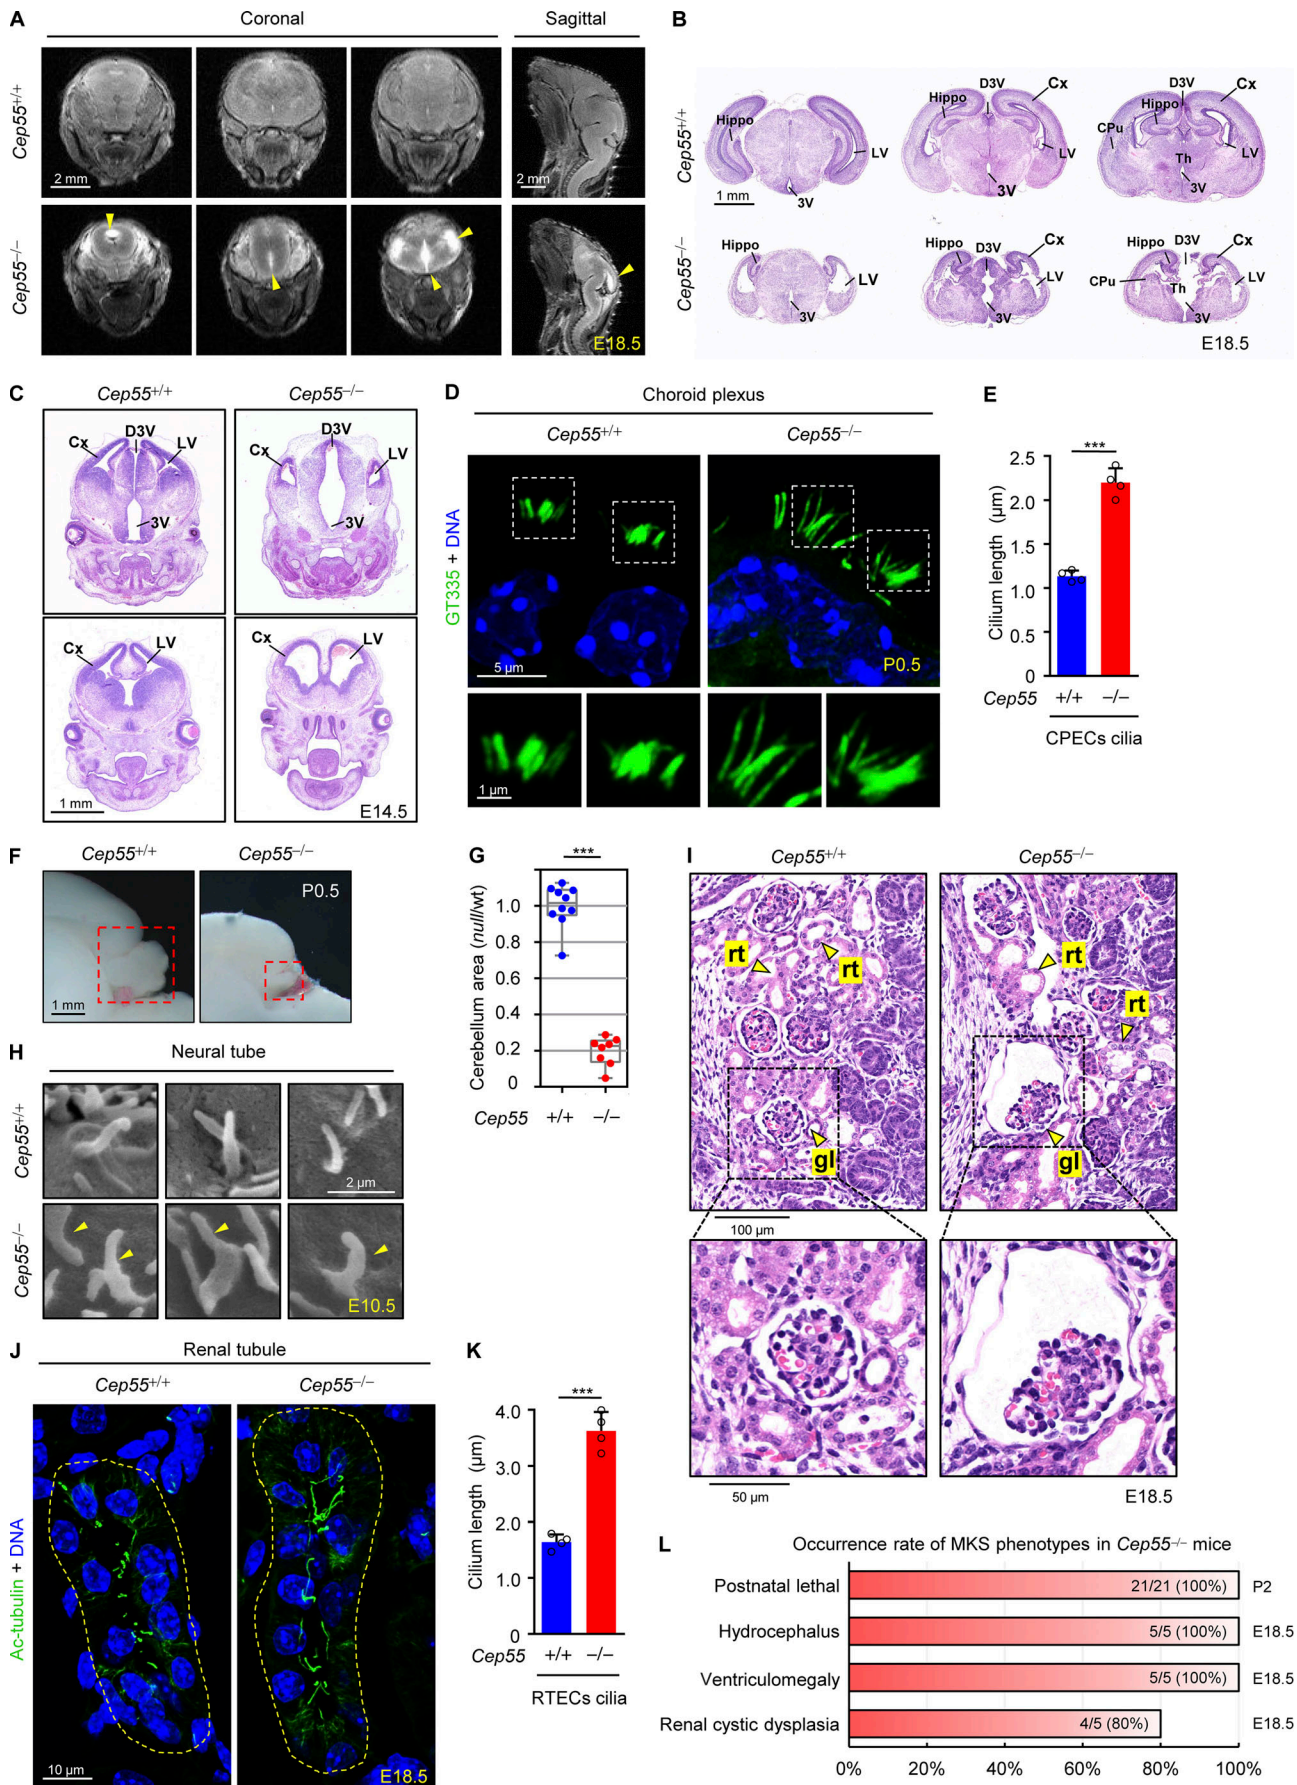 A
Coronal
Sagittal
Cep55+/+
2 mm
2 mm
Cep55−/−
E18.5
B
Cep55+/+
Hippo
LV
3V
1 mm
Hippo
D3V
Cx
LV
3V
D3V
Cx
Hippo
CPu
Th
LV
3V
Cep55−/−
Hippo
LV
3V
Hippo
D3V
Cx
LV
3V
Hippo
D3V
Cx
CPu
Th
LV
3V
E18.5
C
Cep55+/+
Cep55−/−
D3V
Cx
LV
3V
D3V
Cx
LV
3V
Cx
LV
1 mm
Cx
LV
E14.5
D
Choroid plexus
Cep55+/+
Cep55−/−
GT335 + DNA
5 µm
P0.5
1 µm
E
***
Cilium length (µm)
2.5
2.0
1.2
1.0
0.5
0
Cep55
+/+
−/−
CPECs cilia
F
Cep55+/+
Cep55−/−
P0.5
1 mm
G
***
Cerebellum area (null/wt)
1.0
0.8
0.6
0.4
0.2
0
Cep55
+/+
−/−
H
Neural tube
Cep55+/+
2 µm
Cep55−/−
E10.5
I
Cep55+/+
Cep55−/−
rt
rt
gl
rt
rt
gl
100 µm
50 µm
E18.5
J
Renal tubule
Cep55+/+
Cep55−/−
Ac-tubulin + DNA
10 µm
E18.5
K
***
Cilium length (µm)
4.0
3.0
2.0
1.0
0
Cep55
+/+
−/−
RTECs cilia
L
Occurrence rate of MKS phenotypes in Cep55−/− mice
Postnatal lethal
21/21 (100%)
P2
Hydrocephalus
5/5 (100%)
E18.5
Ventriculomegaly
5/5 (100%)
E18.5
Renal cystic dysplasia
4/5 (80%)
E18.5
0%
20%
40%
60%
80%
100%